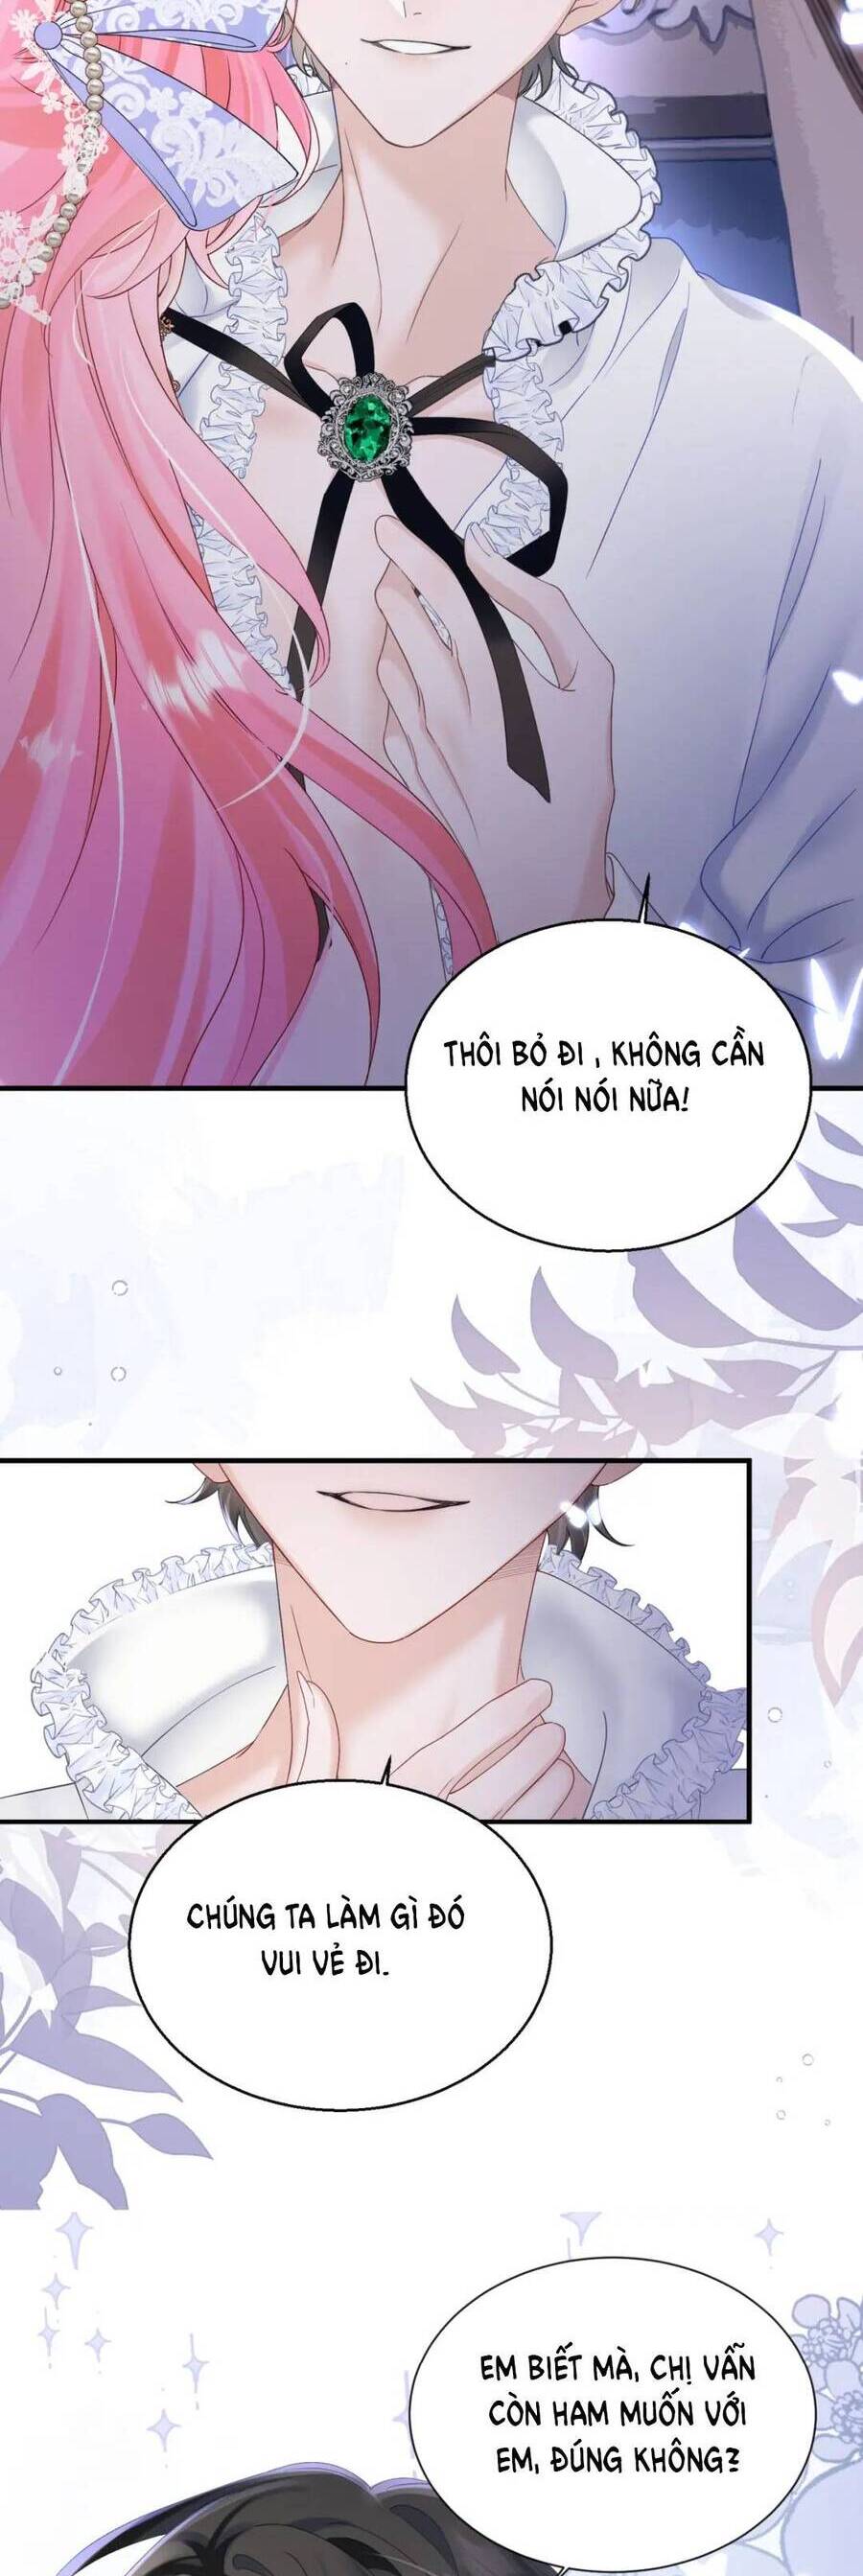 THÔI BỎ ĐI , KHÔNG CẦN
NÓI NÓI NỮA!
CHÚNG TA LÀM GÌ ĐÓ
VUI VẺ ĐI.
EM BIẾT MÀ, CHỊ VẪN
CÒN HAM MUỐN VỚI
EM, ĐÚNG KHÔNG?